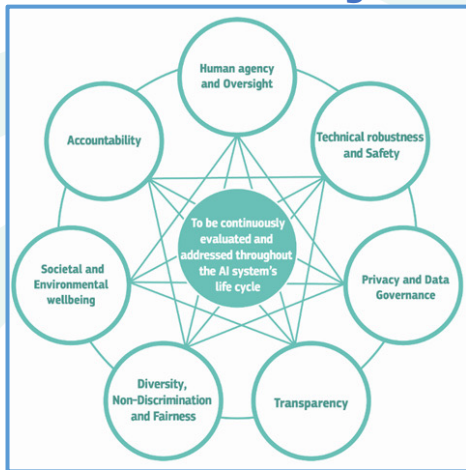 Human agency
and Oversight
Technical robustness
and Safety
Privacy and Data
Governance
Transparency
Diversity,
Non-Discrimination
and Fairness
Societal and
Environmental
wellbeing
Accountability
To be continuously
evaluated and
addressed throughout
the AI system's
life cycle